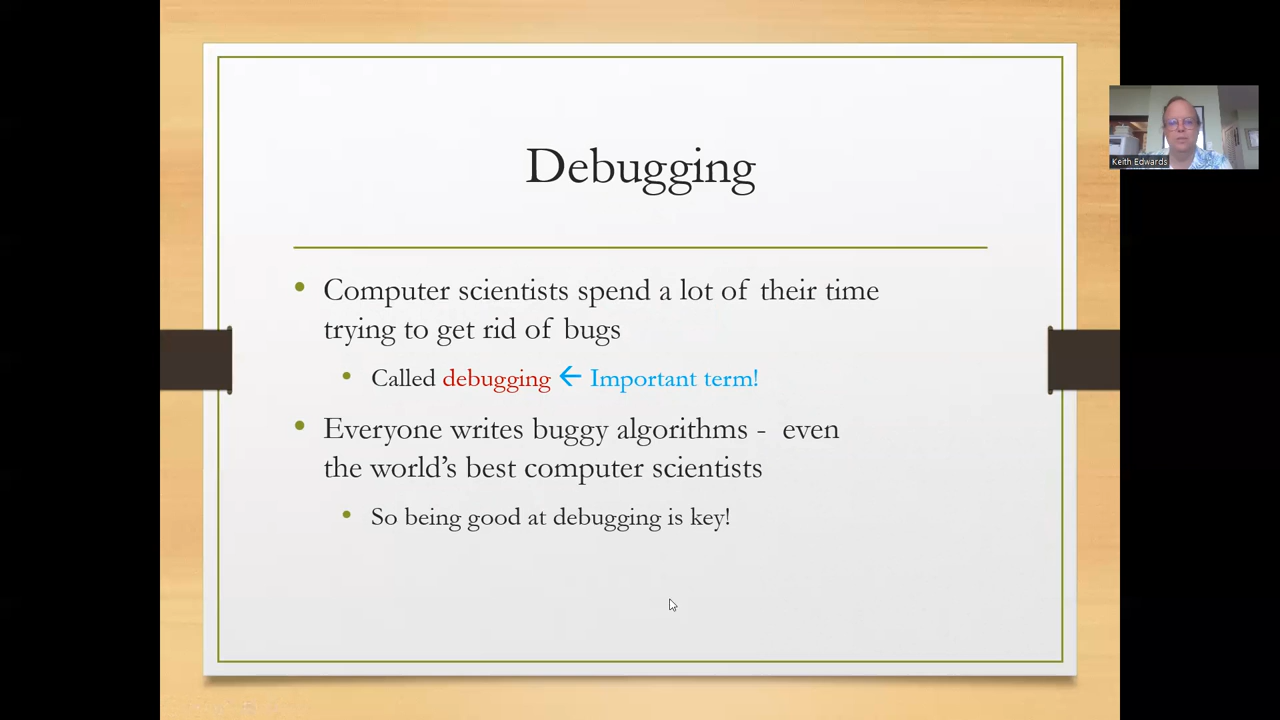 Debugging
• Computer scientists spend a lot of their time
trying to get rid of bugs
• Called debugging ← Important term!
• Everyone writes buggy algorithms - even
the world’s best computer scientists
• So being good at debugging is key!
Keith Edwards